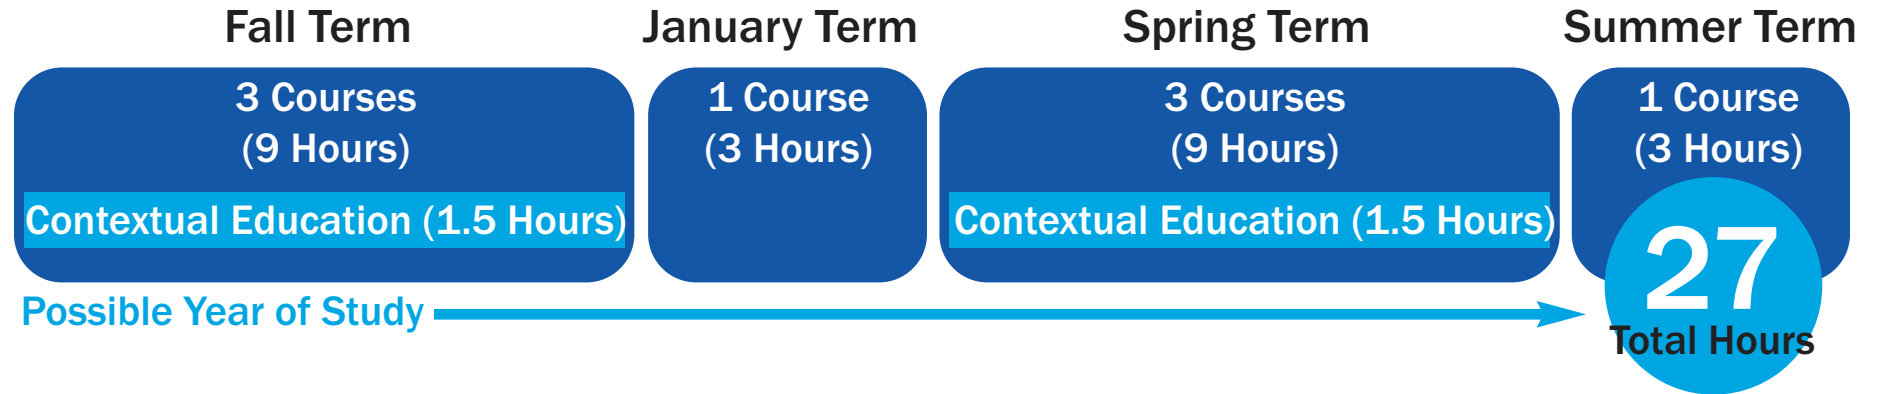 Fall Term
3 Courses
(9 Hours)
Contextual Education (1.5 Hours)
January Term
1 Course
(3 Hours)
Spring Term
3 Courses
(9 Hours)
Contextual Education (1.5 Hours)
Summer Term
1 Course
(3 Hours)
27
Total Hours
Possible Year of Study